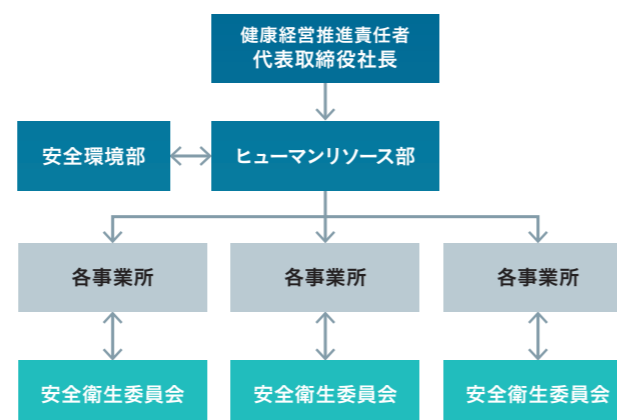 健康経営推進責任者
代表取締役社長
安全環境部
ヒューマンリソース部
各事業所
各事業所
各事業所
安全衛生委員会
安全衛生委員会
安全衛生委員会